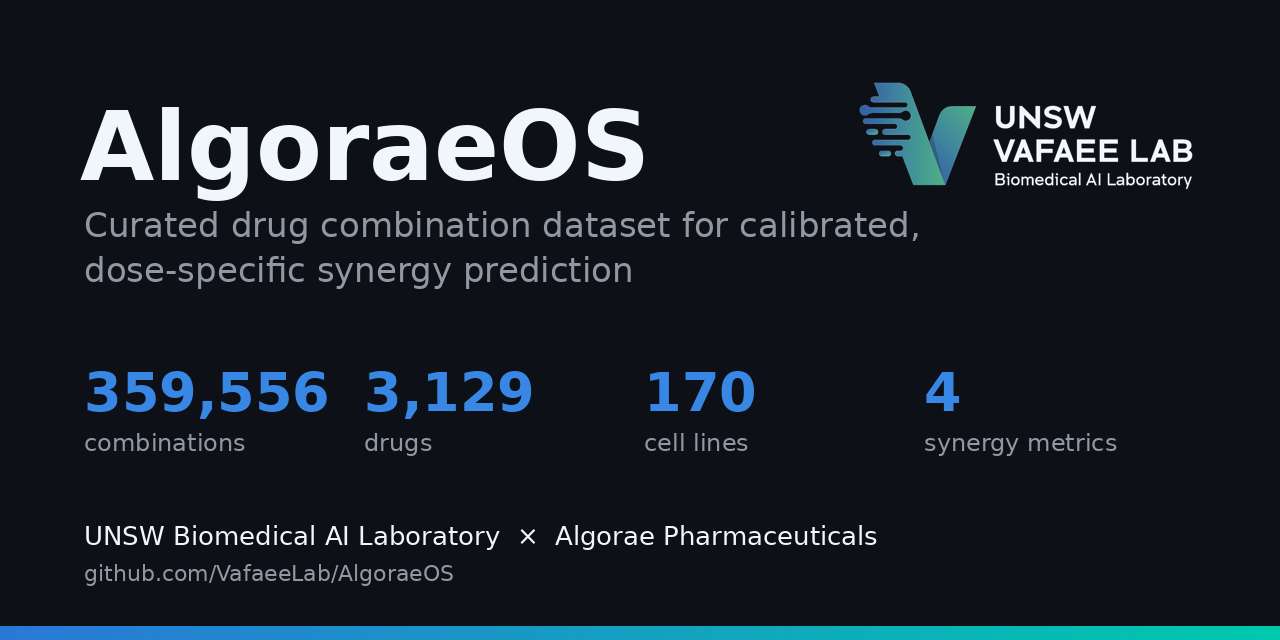 AlgoraeOS
UNSW
VAFAEE LAB
Biomedical AI Laboratory
Curated drug combination dataset for calibrated,
dose-specific synergy prediction
359,556 3,129 170 4
combinations drugs cell lines synergy metrics
UNSW Biomedical AI Laboratory × Algorae Pharmaceuticals
github.com/VafaeeLab/AlgoraeOS